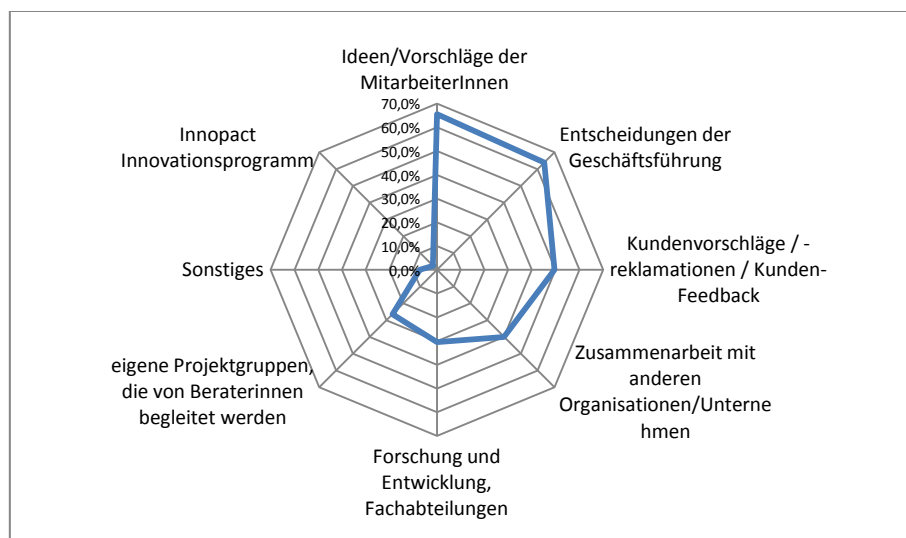 Ideen/Vorschläge der
MitarbeiterInnen
70,0%
60,0%
50,0%
40,0%
30,0%
20,0%
10,0%
0,0%
Entscheidungen der
Geschäftsführung
Kundenvorschläge / -
reklamationen / Kunden-
Feedback
Zusammenarbeit mit
anderen
Organisationen/Unterne
hmen
Forschung und
Entwicklung,
Fachabteilungen
eigene Projektgruppen,
die von Beraterinnen
begleitet werden
Sonstiges
Innopact
Innovationsprogramm